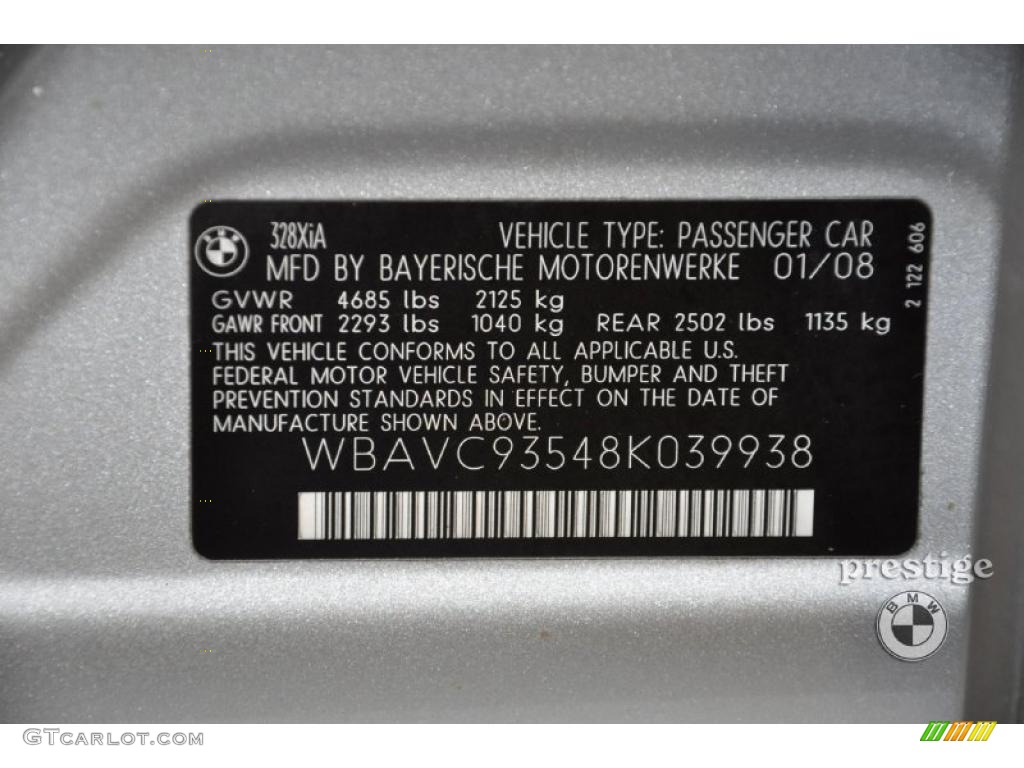 328XiA VEHICLE TYPE: PASSENGER CAR
MFD BY BAYERISCHE MOTORENWERKE 01/08
GVWR 4685 lbs 2125 kg
GAWR FRONT 2293 lbs 1040 kg REAR 2502 lbs 1135 kg
THIS VEHICLE CONFORMS TO ALL APPLICABLE U.S.
FEDERAL MOTOR VEHICLE SAFETY, BUMPER AND THEFT
PREVENTION STANDARDS IN EFFECT ON THE DATE OF
MANUFACTURE SHOWN ABOVE.
WBAVC93548K039938
2 122 606
prestige
BMW
GTCARLOT.COM